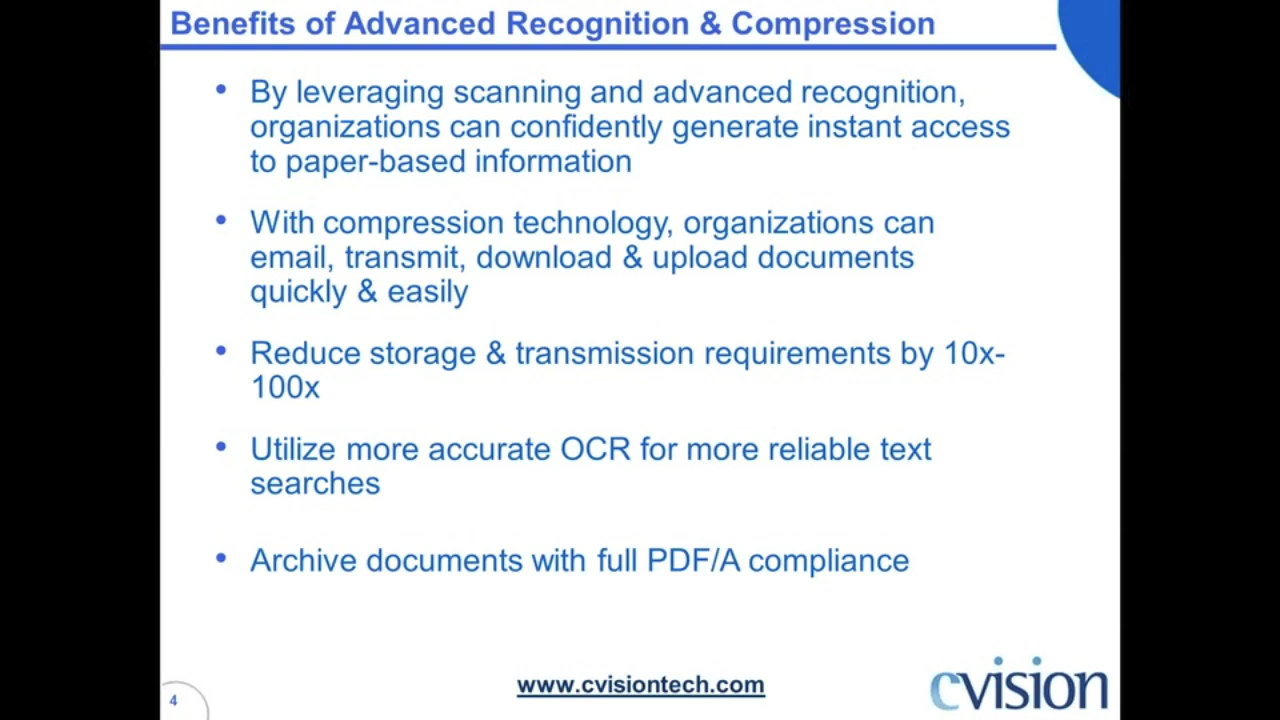 Benefits of Advanced Recognition & Compression
• By leveraging scanning and advanced recognition,
organizations can confidently generate instant access
to paper-based information
• With compression technology, organizations can
email, transmit, download & upload documents
quickly & easily
• Reduce storage & transmission requirements by 10x-
100x
• Utilize more accurate OCR for more reliable text
searches
• Archive documents with full PDF/A compliance
4
www.cvisiontech.com
cvision